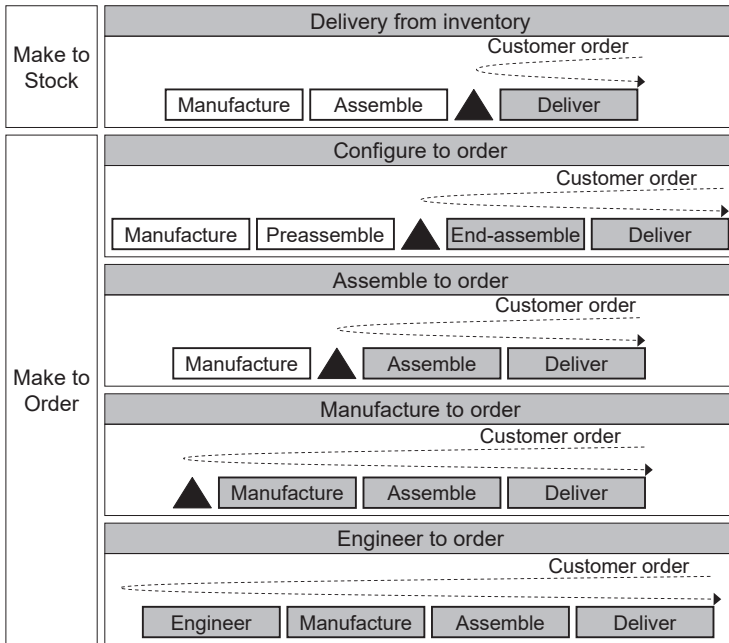 Delivery from inventory
Make to
Stock
Customer order
Manufacture Assemble Deliver
Make to
Order
Configure to order
Customer order
Manufacture Preassemble End-assemble Deliver
Assemble to order
Customer order
Manufacture Assemble Deliver
Manufacture to order
Customer order
Manufacture Assemble Deliver
Engineer to order
Customer order
Engineer Manufacture Assemble Deliver